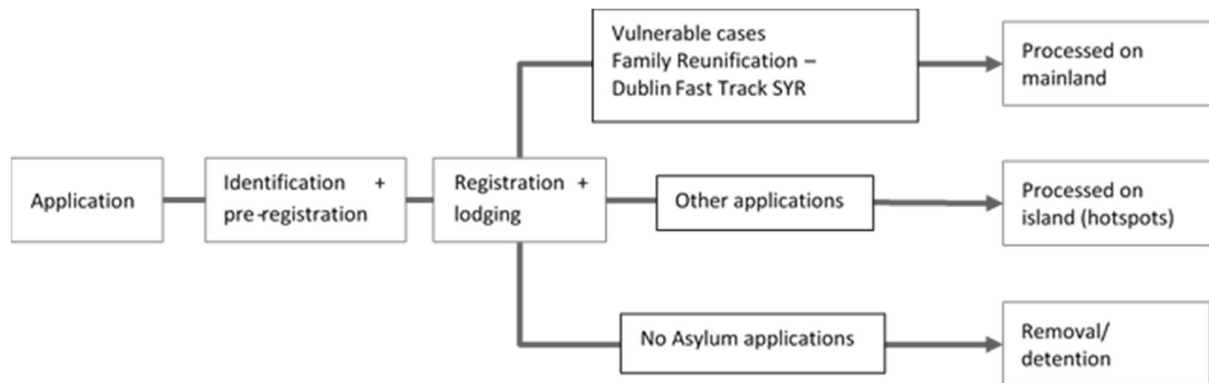 Application
Identification +
pre-registration
Registration +
lodging
Vulnerable cases
Family Reunification –
Dublin Fast Track SYR
Processed on
mainland
Other applications
Processed on
island (hotspots)
No Asylum applications
Removal/
detention